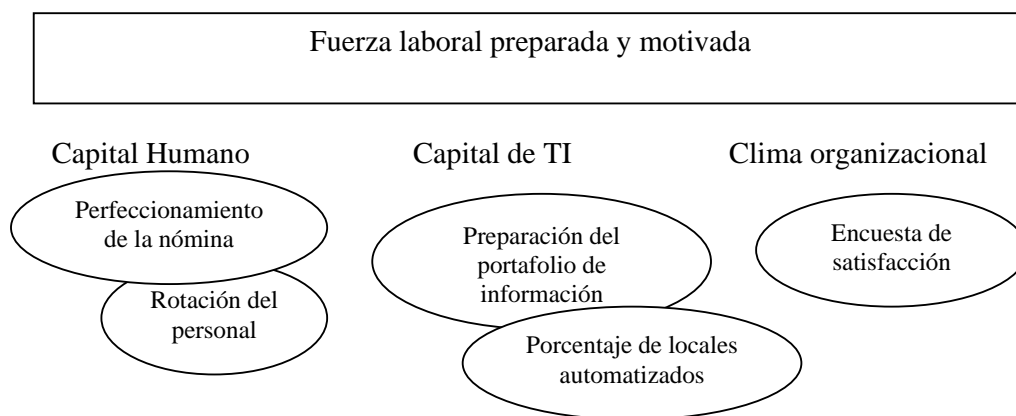 Fuerza laboral preparada y motivada
Capital Humano
Capital de TI
Clima organizacional
Perfeccionamiento
de la nómina
Rotación del
personal
Preparación del
portafolio de
información
Porcentaje de locales
automatizados
Encuesta de
satisfacción